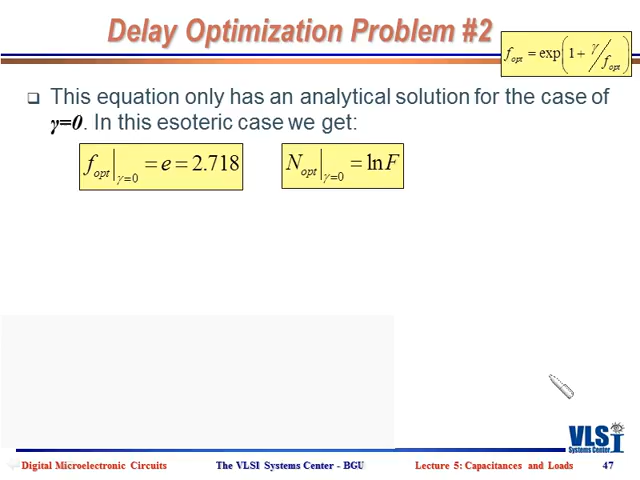 Delay Optimization Problem #2
f_opt = exp(1 + γ/f_opt)
❑ This equation only has an analytical solution for the case of
γ=0. In this esoteric case we get:
f_opt|γ=0 = e = 2.718
N_opt|γ=0 = ln F
VLSI
Systems Center
Digital Microelectronic Circuits
The VLSI Systems Center - BGU
Lecture 5: Capacitances and Loads
47